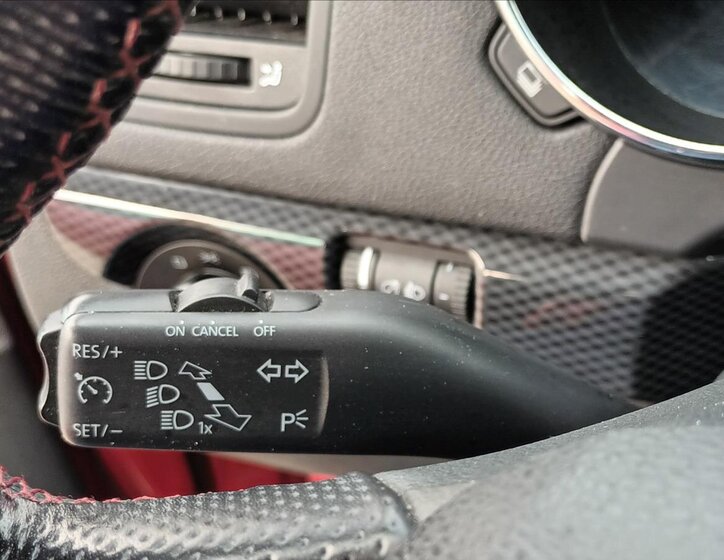 ON CANCEL OFF
RES/+
SET/-
1x
P